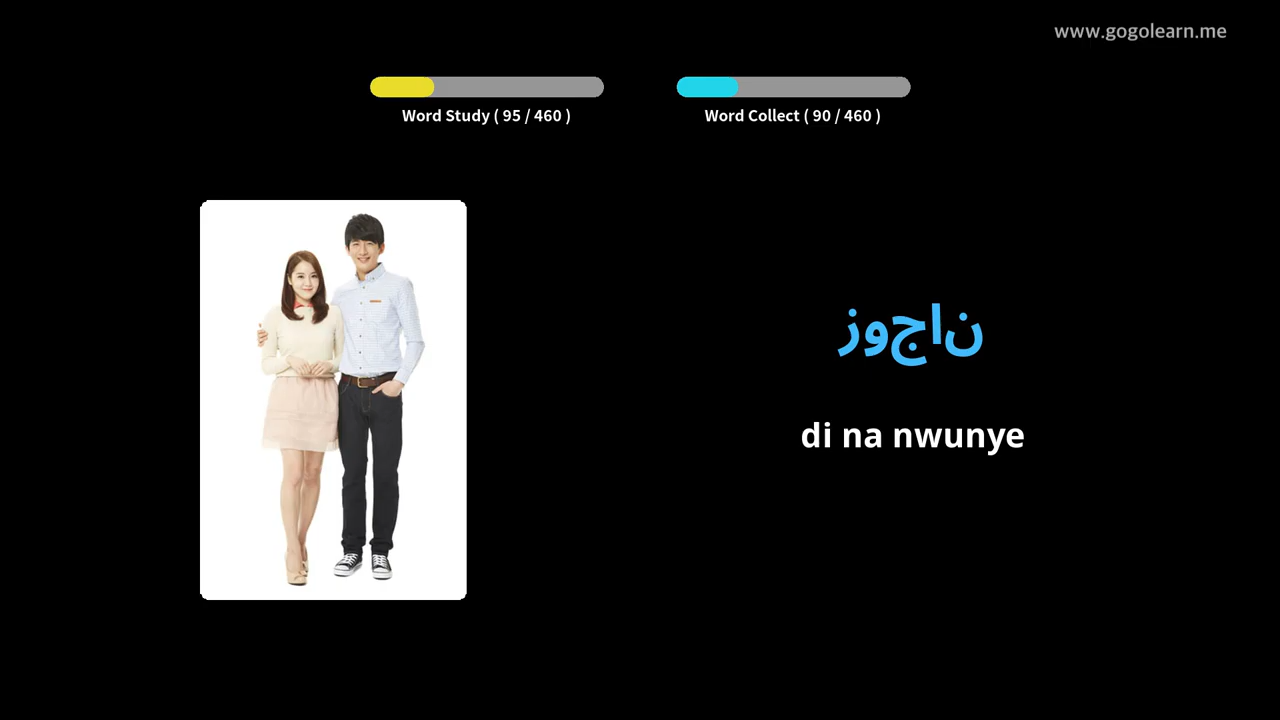 www.gogolearn.me
Word Study ( 95 / 460 )
Word Collect ( 90 / 460 )
زوجان
di na nwunye